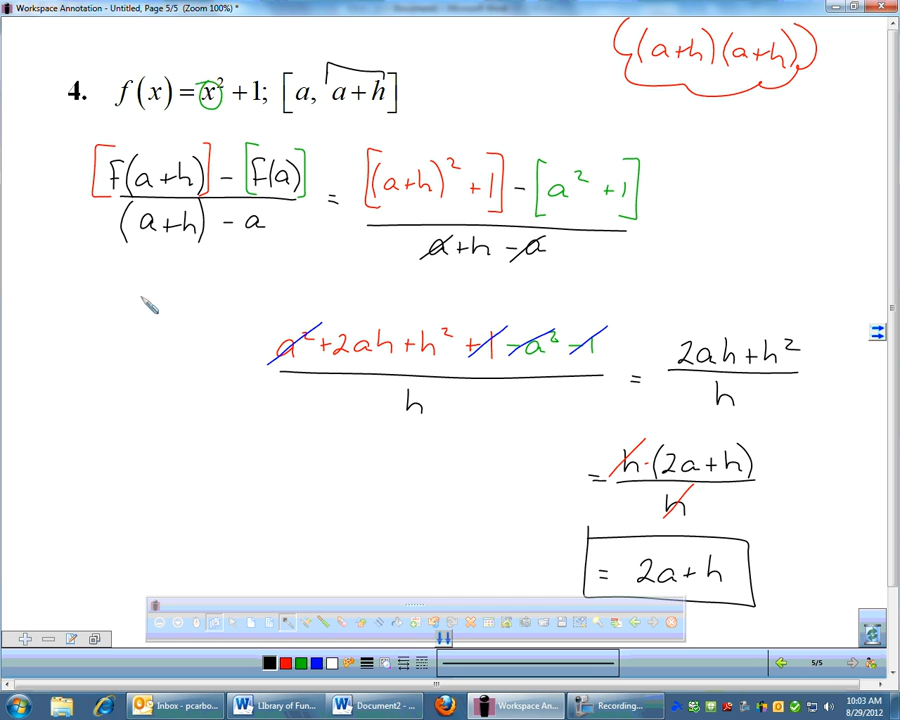 Workspace Annotation, Page 5/5 (Zoom 100%) *
(a+h)(a+h)
4. f(x) = x² + 1; [a, a + h]
[f(a+h)] - [f(a)] / (a+h) - a = [(a+h)² + 1] - [a² + 1] / a + h - a
a² + 2ah + h² + 1 - a² - 1 / h = 2ah + h² / h
= h·(2a+h) / h
= 2a+h
5/5
Inbox - pcarbo...
LIbrary of Fun...
Document2 - ...
Workspace An...
Recording...
10:03 AM
8/29/2012